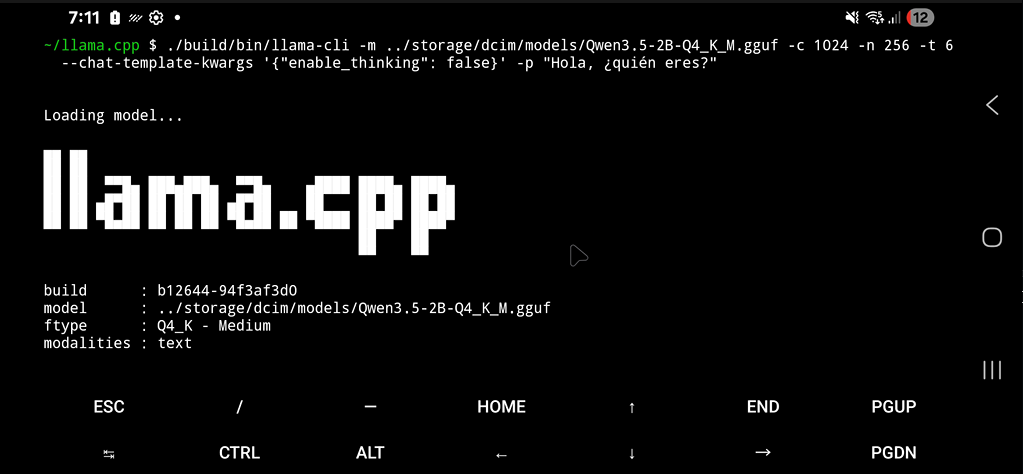 7:11
12
~/llama.cpp $ ./build/bin/llama-cli -m ../storage/dcim/models/Qwen3.5-2B-Q4_K_M.gguf -c 1024 -n 256 -t 6
--chat-template-kwargs '{"enable_thinking": false}' -p "Hola, ¿quién eres?"
Loading model...
llama.cpp
build : b12644-94f3af3d0
model : ../storage/dcim/models/Qwen3.5-2B-Q4_K_M.gguf
ftype : Q4_K - Medium
modalities : text
ESC / — HOME ↑ END PGUP
↹ CTRL ALT ← ↓ → PGDN